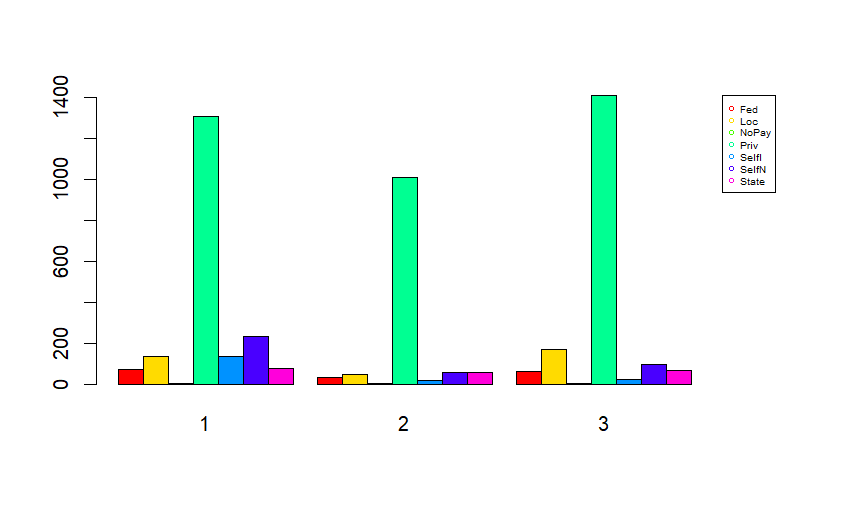 1400
1000
600
200
0
1
2
3
Fed
Loc
NoPay
Priv
SelfI
SelfN
State